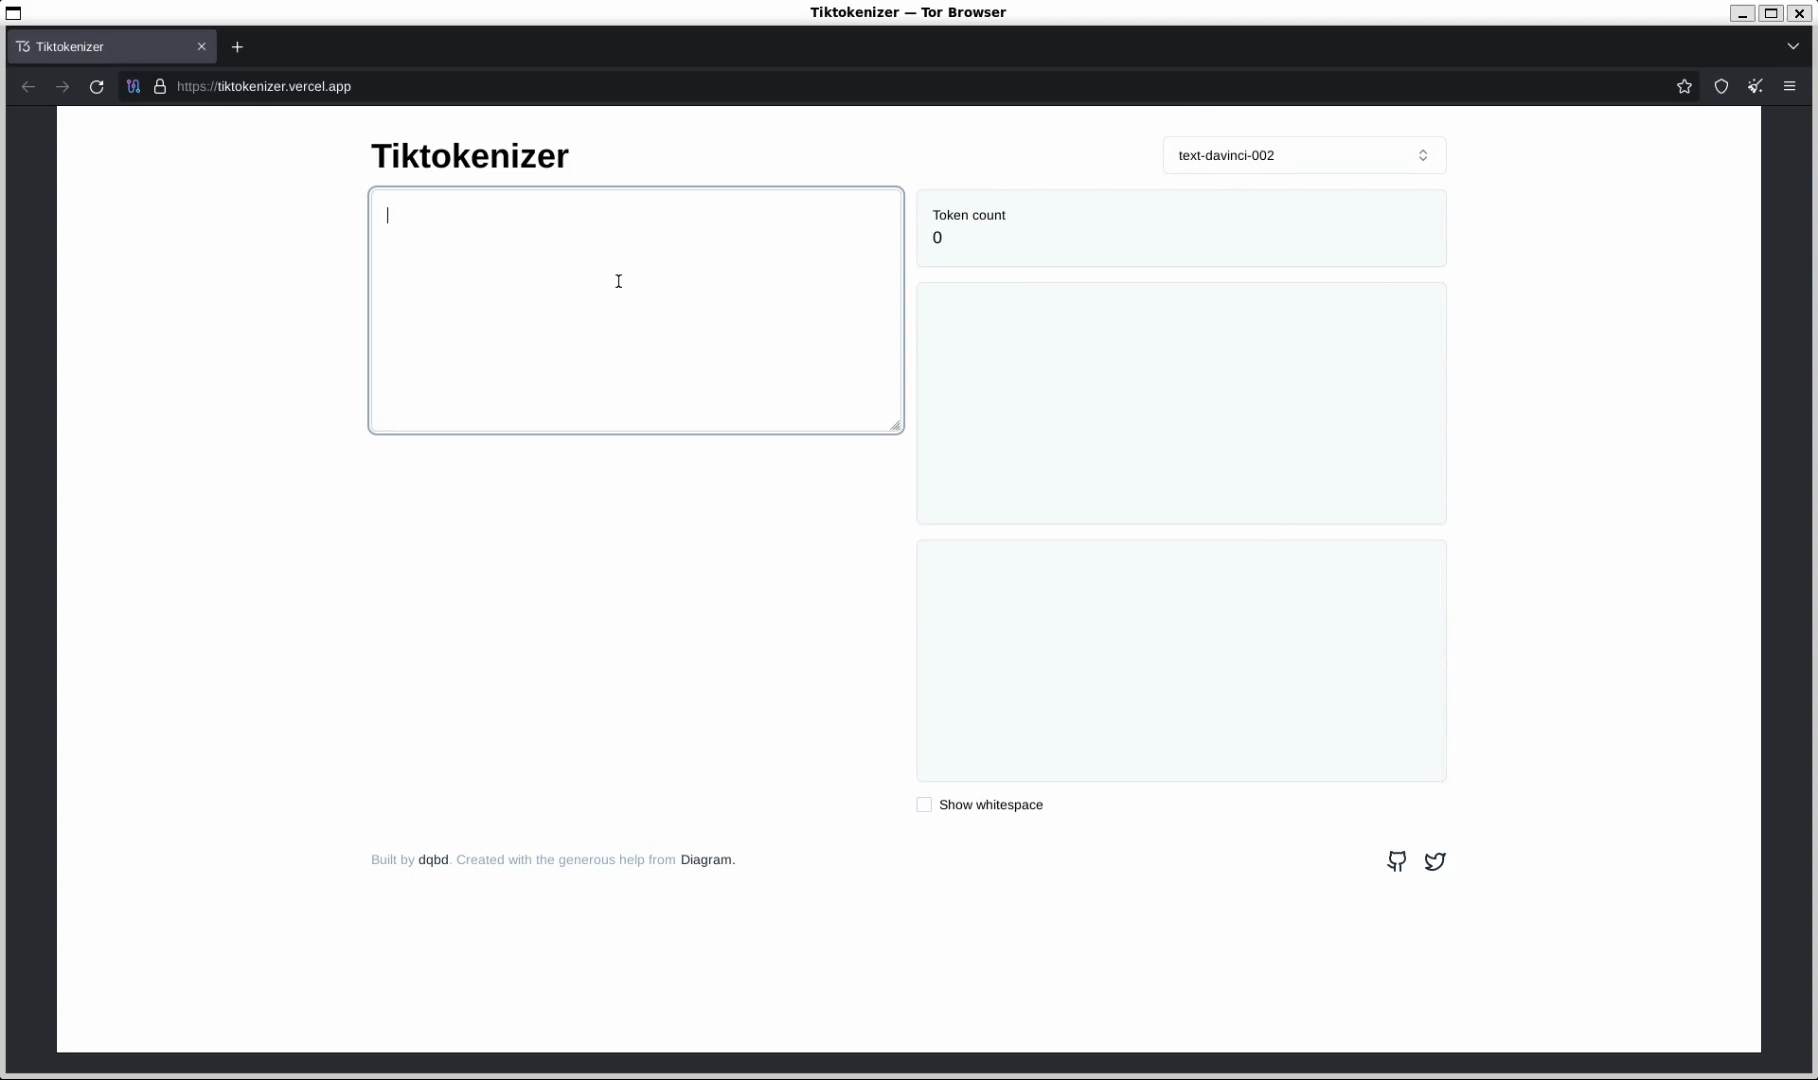 Tiktokenizer — Tor Browser
T3 Tiktokenizer
https://tiktokenizer.vercel.app
Tiktokenizer
text-davinci-002
Token count
0
Show whitespace
Built by dqbd. Created with the generous help from Diagram.